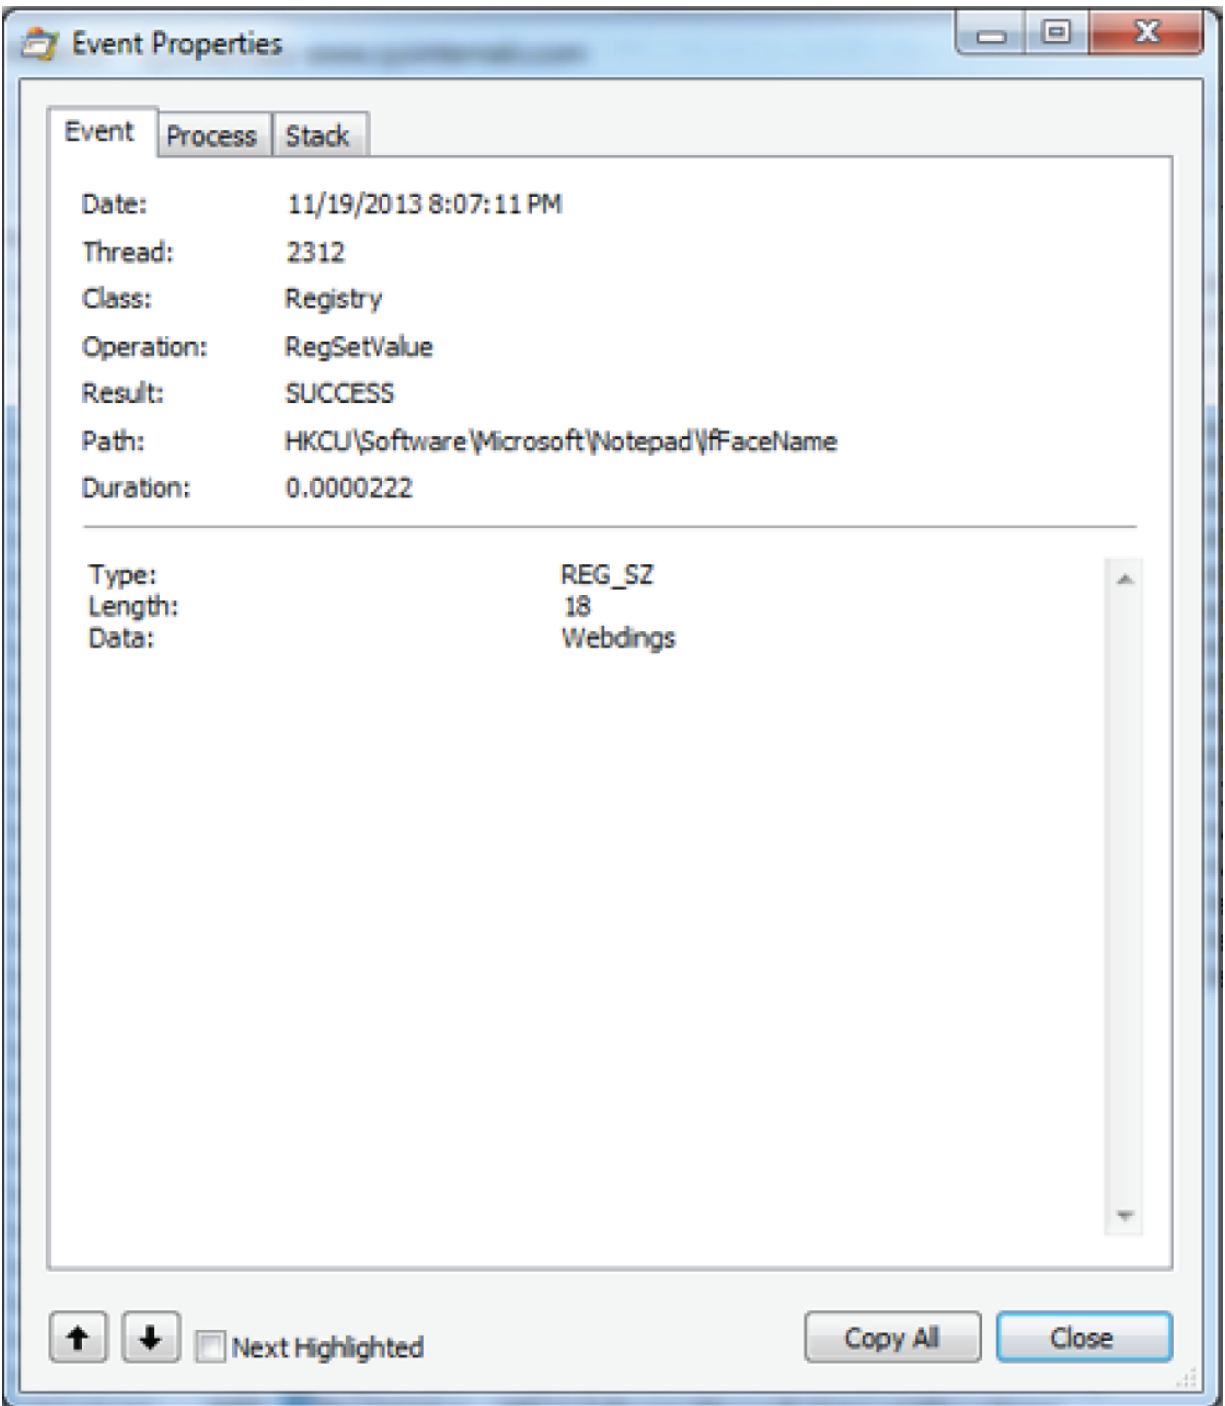 Event Properties
Event Process Stack
Date: 11/19/2013 8:07:11 PM
Thread: 2312
Class: Registry
Operation: RegSetValue
Result: SUCCESS
Path: HKCU\Software\Microsoft\Notepad\lfFaceName
Duration: 0.0000222
Type: REG_SZ
Length: 18
Data: Webdings
Next Highlighted Copy All Close